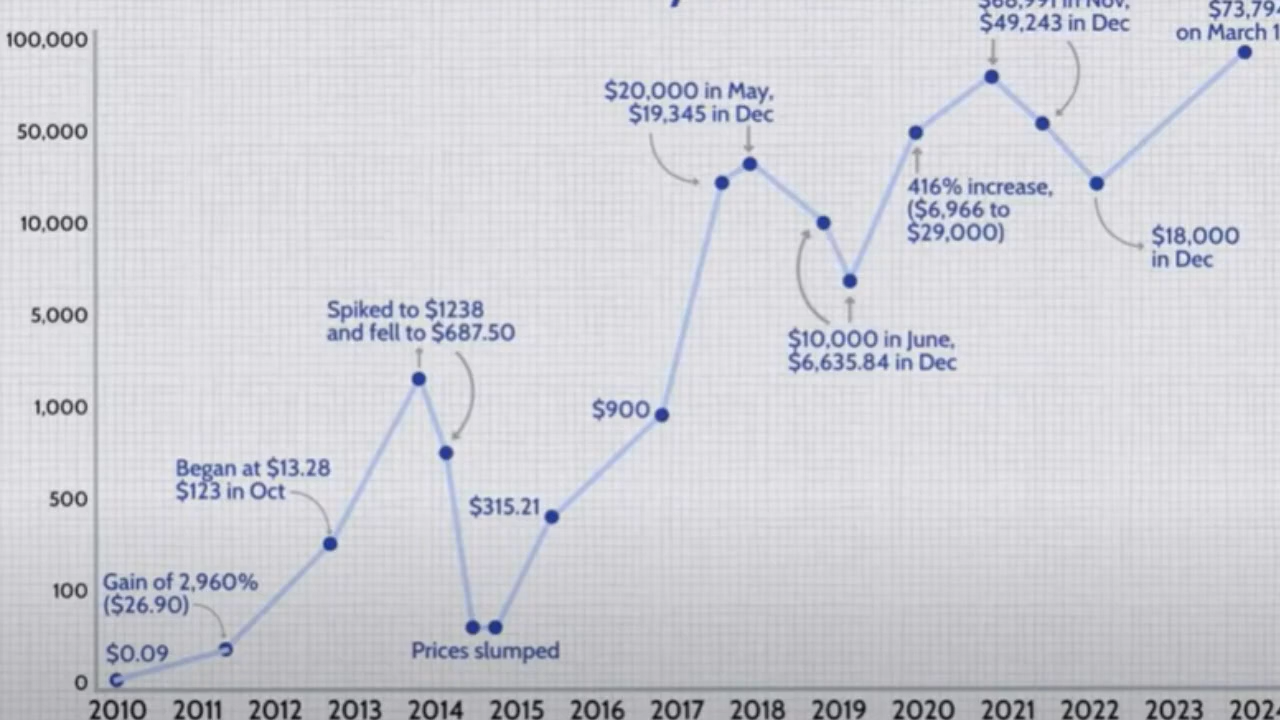 $68,991 in Nov,
$49,243 in Dec
on March
100,000
50,000
10,000
5,000
1,000
500
100
0
$20,000 in May,
$19,345 in Dec
416% increase,
($6,966 to
$29,000)
$18,000
in Dec
Spiked to $1238
and fell to $687.50
$10,000 in June,
$6,635.84 in Dec
$900
Began at $13.28
$123 in Oct
$315.21
Gain of 2,960%
($26.90)
$0.09
Prices slumped
2010 2011 2012 2013 2014 2015 2016 2017 2018 2019 2020 2021 2022 2023